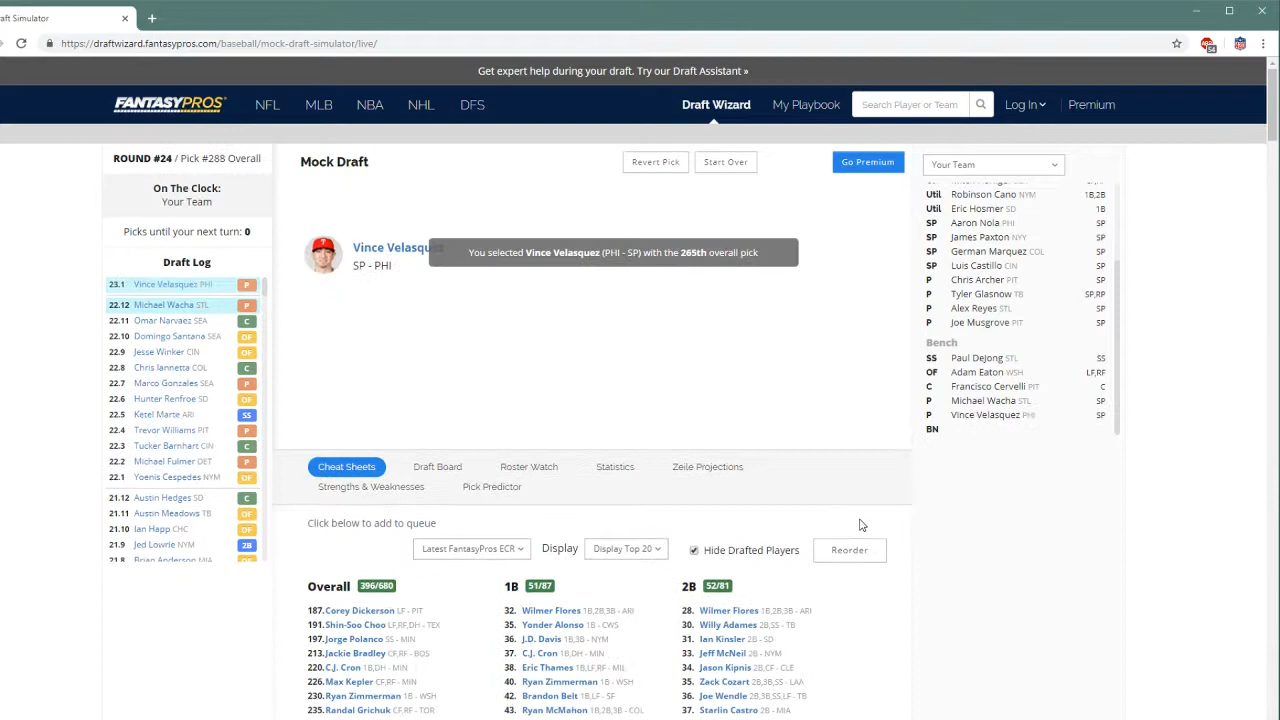 aft Simulator
https://draftwizard.fantasypros.com/baseball/mock-draft-simulator/live/
Get expert help during your draft. Try our Draft Assistant »
FANTASYPROS NFL MLB NBA NHL DFS Draft Wizard My Playbook Search Player or Team Log In Premium
ROUND #24 / Pick #288 Overall
On The Clock:
Your Team
Picks until your next turn: 0
Draft Log
23.1 Vince Velasquez PHI P
22.12 Michael Wacha STL P
22.11 Omar Narvaez SEA C
22.10 Domingo Santana SEA OF
22.9 Jesse Winker CIN OF
22.8 Chris Iannetta COL C
22.7 Marco Gonzales SEA P
22.6 Hunter Renfroe SD OF
22.5 Ketel Marte ARI SS
22.4 Trevor Williams PIT P
22.3 Tucker Barnhart CIN C
22.2 Michael Fulmer DET P
22.1 Yoenis Cespedes NYM OF
21.12 Austin Hedges SD C
21.11 Austin Meadows TB OF
21.10 Ian Happ CHC OF
21.9 Jed Lowrie NYM 2B
21.8 Brian Anderson MIA OF
Mock Draft Revert Pick Start Over Go Premium
Vince Velasqu
SP - PHI
You selected Vince Velasquez (PHI - SP) with the 265th overall pick
Cheat Sheets Draft Board Roster Watch Statistics Zeile Projections
Strengths & Weaknesses Pick Predictor
Click below to add to queue
Latest FantasyPros ECR Display Display Top 20 Hide Drafted Players Reorder
Overall 396/680
187. Corey Dickerson LF - PIT
191. Shin-Soo Choo LF,RF,DH - TEX
197. Jorge Polanco SS - MIN
213. Jackie Bradley CF,RF - BOS
220. C.J. Cron 1B,DH - MIN
226. Max Kepler CF,RF - MIN
230. Ryan Zimmerman 1B - WSH
235. Randal Grichuk CF,RF - TOR
1B 51/87
32. Wilmer Flores 1B,2B,3B - ARI
35. Yonder Alonso 1B - CWS
36. J.D. Davis 1B,3B - NYM
37. C.J. Cron 1B,DH - MIN
38. Eric Thames 1B,LF,RF - MIL
40. Ryan Zimmerman 1B - WSH
42. Brandon Belt 1B,LF - SF
43. Ryan McMahon 1B,2B,3B - COL
2B 52/81
28. Wilmer Flores 1B,2B,3B - ARI
30. Willy Adames 2B,SS - TB
31. Ian Kinsler 2B - SD
33. Jeff McNeil 2B - NYM
34. Jason Kipnis 2B,CF - CLE
35. Zack Cozart 2B,3B,SS - LAA
36. Joe Wendle 2B,3B,SS,LF - TB
37. Starlin Castro 2B - MIA
Your Team
Util Robinson Cano NYM 1B,2B
Util Eric Hosmer SD 1B
SP Aaron Nola PHI SP
SP James Paxton NYY SP
SP German Marquez COL SP
SP Luis Castillo CIN SP
P Chris Archer PIT SP
P Tyler Glasnow TB SP,RP
P Alex Reyes STL SP
P Joe Musgrove PIT SP
Bench
SS Paul DeJong STL SS
OF Adam Eaton WSH LF,RF
C Francisco Cervelli PIT C
P Michael Wacha STL SP
P Vince Velasquez PHI SP
BN